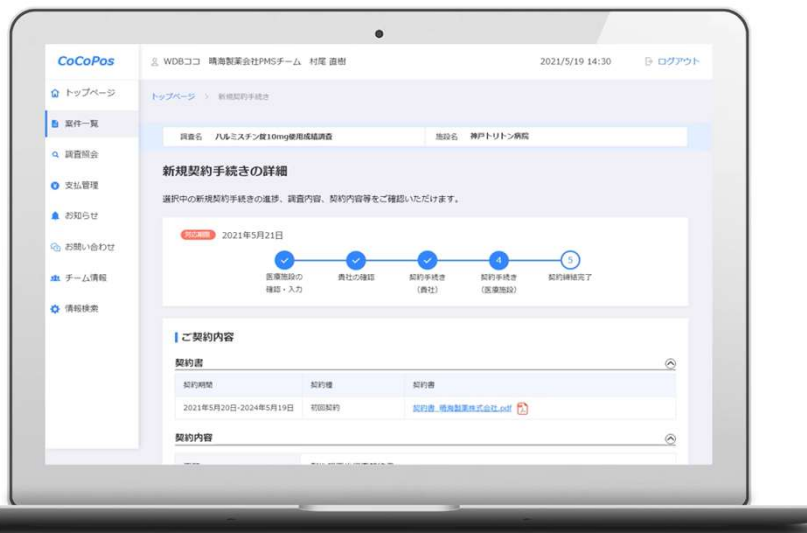 CoCoPos
WDBココ 晴海製薬会社PMSチーム 村尾 直樹
2021/5/19 14:30
ログアウト
トップページ
案件一覧
調査照会
支払管理
お知らせ
お問い合わせ
チーム情報
情報検索
トップページ > 新規契約手続き
調査名 ハルミスチン錠10mg使用成績調査
施設名 神戸トリトン病院
新規契約手続きの詳細
選択中の新規契約手続きの進捗、調査内容、契約内容等をご確認いただけます。
対応期限 2021年5月21日
4
5
医療施設の
確認・入力
貴社の確認
契約手続き
(貴社)
契約手続き
(医療施設)
契約締結完了
ご契約内容
契約書
契約期間 契約種 契約書
2021年5月20日-2024年5月19日 初回契約 契約書_晴海製薬株式会社.pdf
契約内容